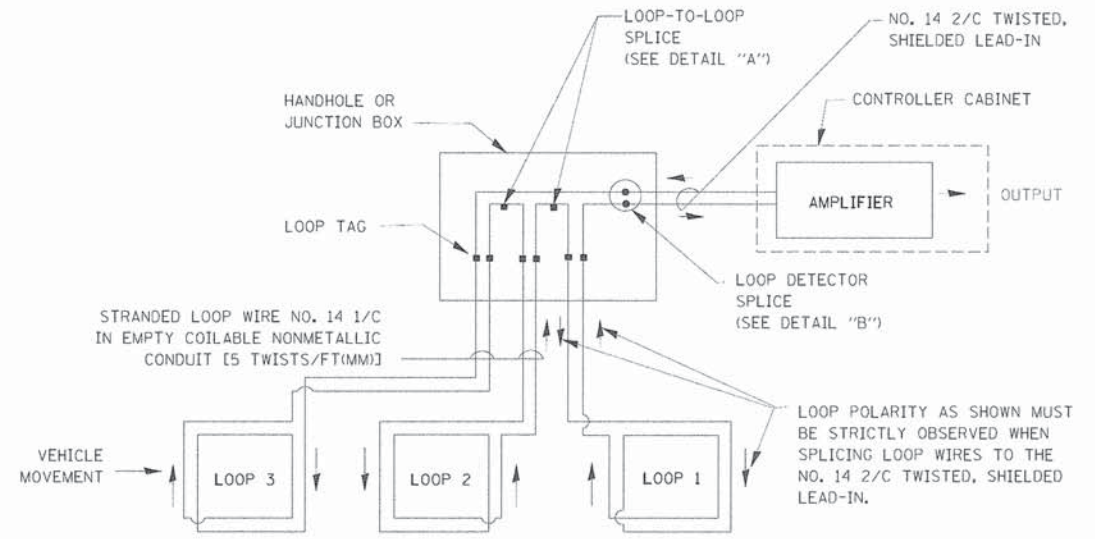 LOOP-TO-LOOP
SPLICE
(SEE DETAIL "A")
NO. 14 2/C TWISTED,
SHIELDED LEAD-IN
HANDHOLE OR
JUNCTION BOX
CONTROLLER CABINET
AMPLIFIER
OUTPUT
LOOP TAG
LOOP DETECTOR
SPLICE
(SEE DETAIL "B")
STRANDED LOOP WIRE NO. 14 1/C
IN EMPTY COILABLE NONMETALLIC
CONDUIT [5 TWISTS/FT(MM)]
LOOP POLARITY AS SHOWN MUST
BE STRICTLY OBSERVED WHEN
SPLICING LOOP WIRES TO THE
NO. 14 2/C TWISTED, SHIELDED
LEAD-IN.
VEHICLE
MOVEMENT
LOOP 3
LOOP 2
LOOP 1